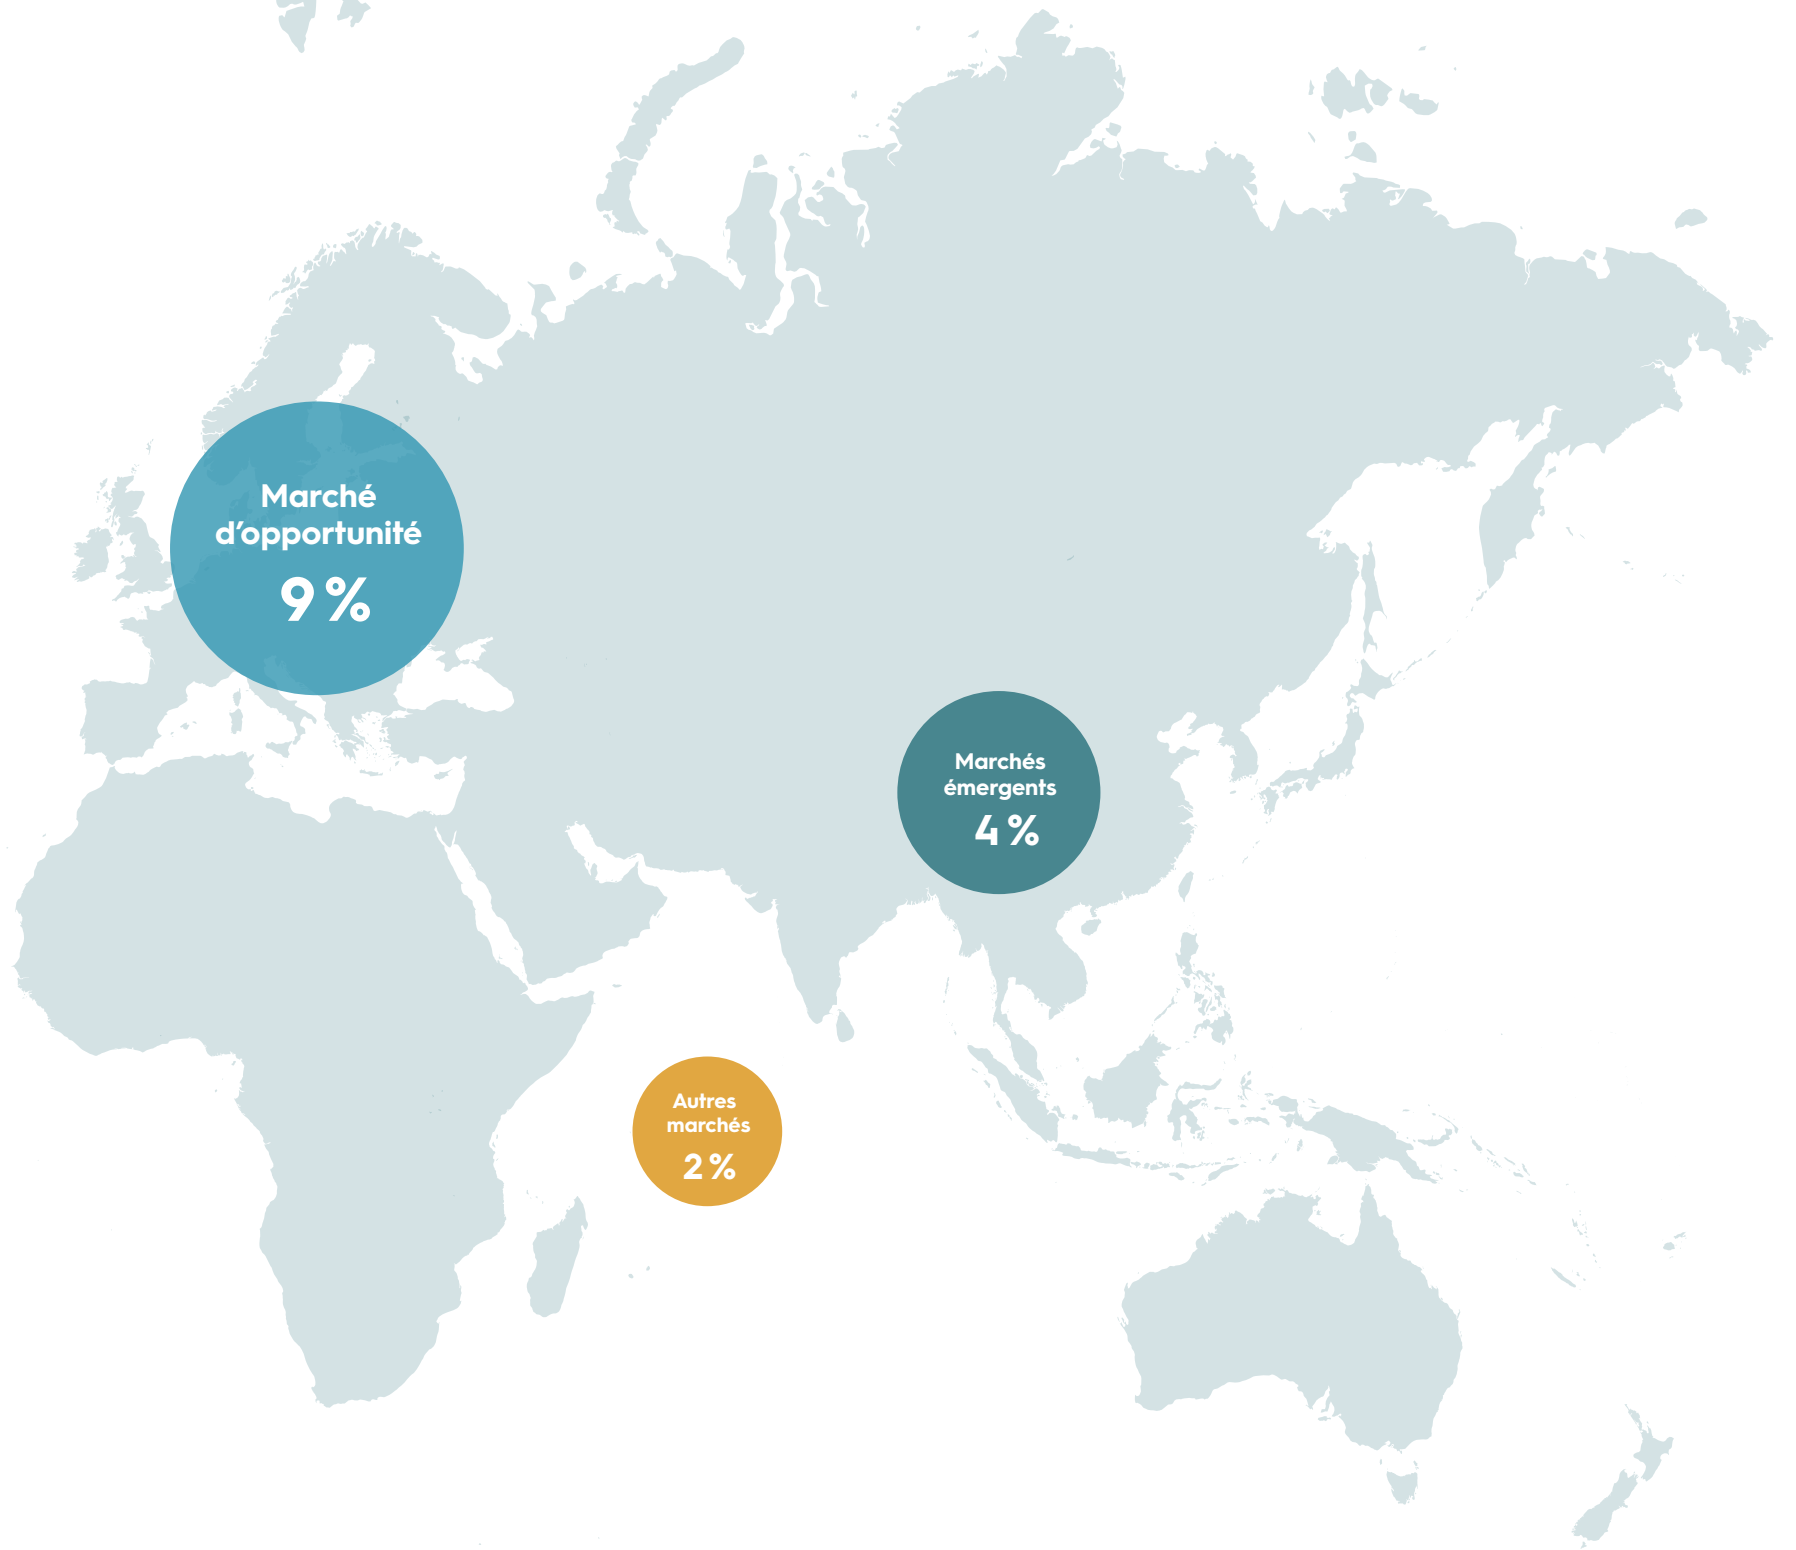 Marché
d’opportunité
9 %
Marchés
émergents
4 %
Autres
marchés
2 %